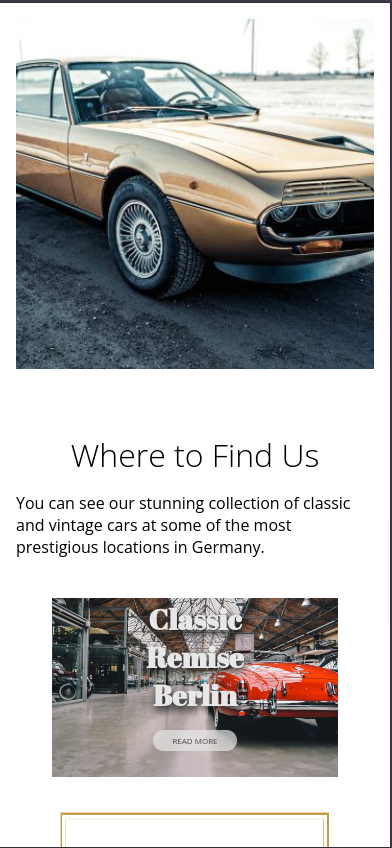 Where to Find Us
You can see our stunning collection of classic
and vintage cars at some of the most
prestigious locations in Germany.
Classic
Remise
Berlin
READ MORE